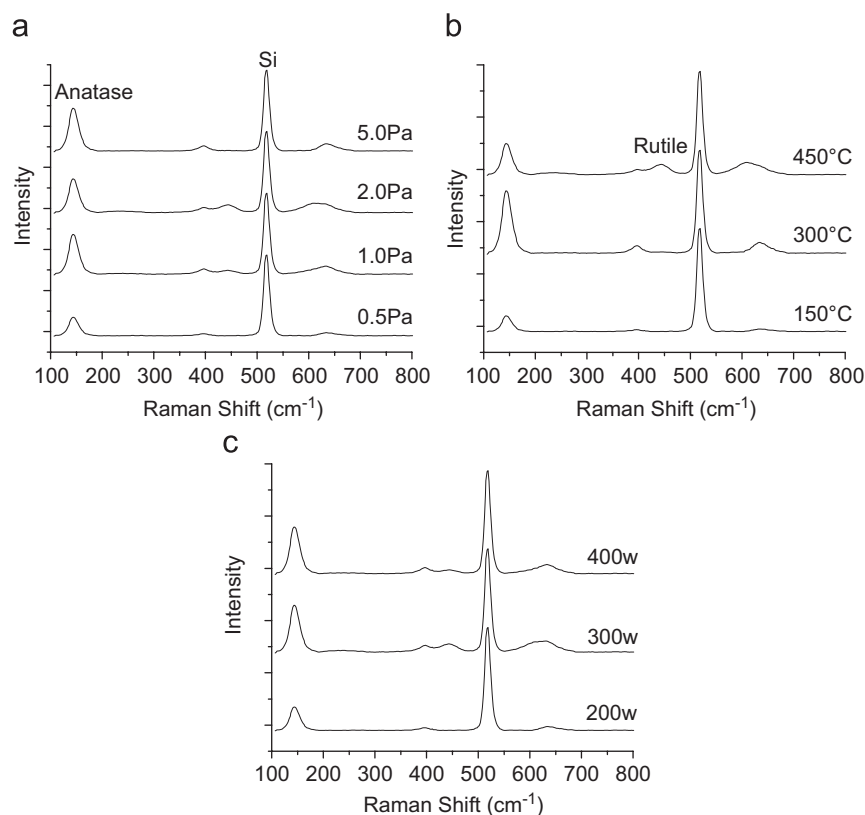 a
Si
Anatase
5.0Pa
2.0Pa
1.0Pa
0.5Pa
Intensity
100 200 300 400 500 600 700 800
Raman Shift (cm-1)
b
Rutile
450°C
300°C
150°C
Intensity
100 200 300 400 500 600 700 800
Raman Shift (cm-1)
c
400w
300w
200w
Intensity
100 200 300 400 500 600 700 800
Raman Shift (cm-1)